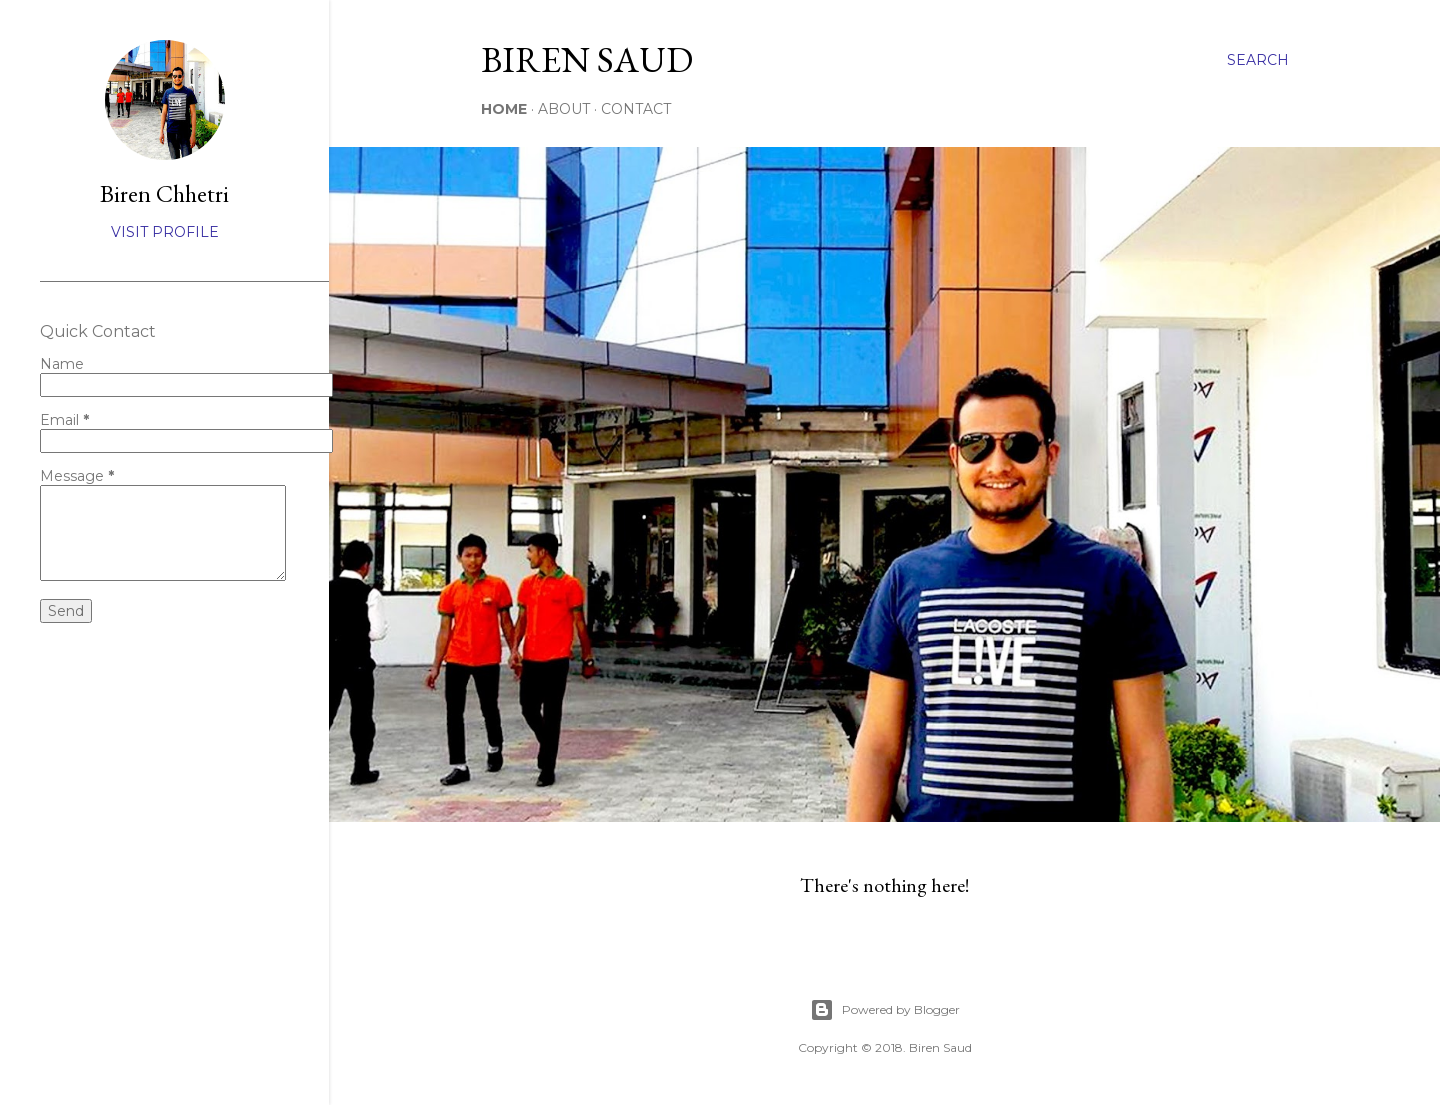 Biren Chhetri
VISIT PROFILE
Quick Contact
Name
Email *
Message *
Send
BIREN SAUD
SEARCH
HOME · ABOUT · CONTACT
LACOSTE
L!VE
There's nothing here!
Powered by Blogger
Copyright © 2018. Biren Saud